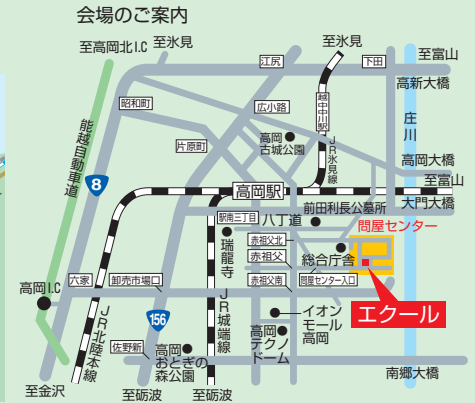 会場のご案内
至高岡北I.C
至氷見
至氷見
江尻
下田
至富山
高新大橋
昭和町
広小路
越中中川駅
庄川
能越自動車道
片原町
高岡
古城公園
JR氷見線
高岡大橋
8
高岡駅
至富山
大門大橋
駅南三丁目
八丁道
前田利長公墓所
問屋センター
瑞龍寺
赤祖父北
赤祖父
総合庁舎
六家
卸売市場口
赤祖父南
問屋センター入口
高岡I.C
エクール
156
JR城端線
イオン
モール
高岡
JR北陸本線
佐野新
高岡
おとぎの
森公園
高岡
テクノ
ドーム
南郷大橋
至金沢
至砺波
至砺波